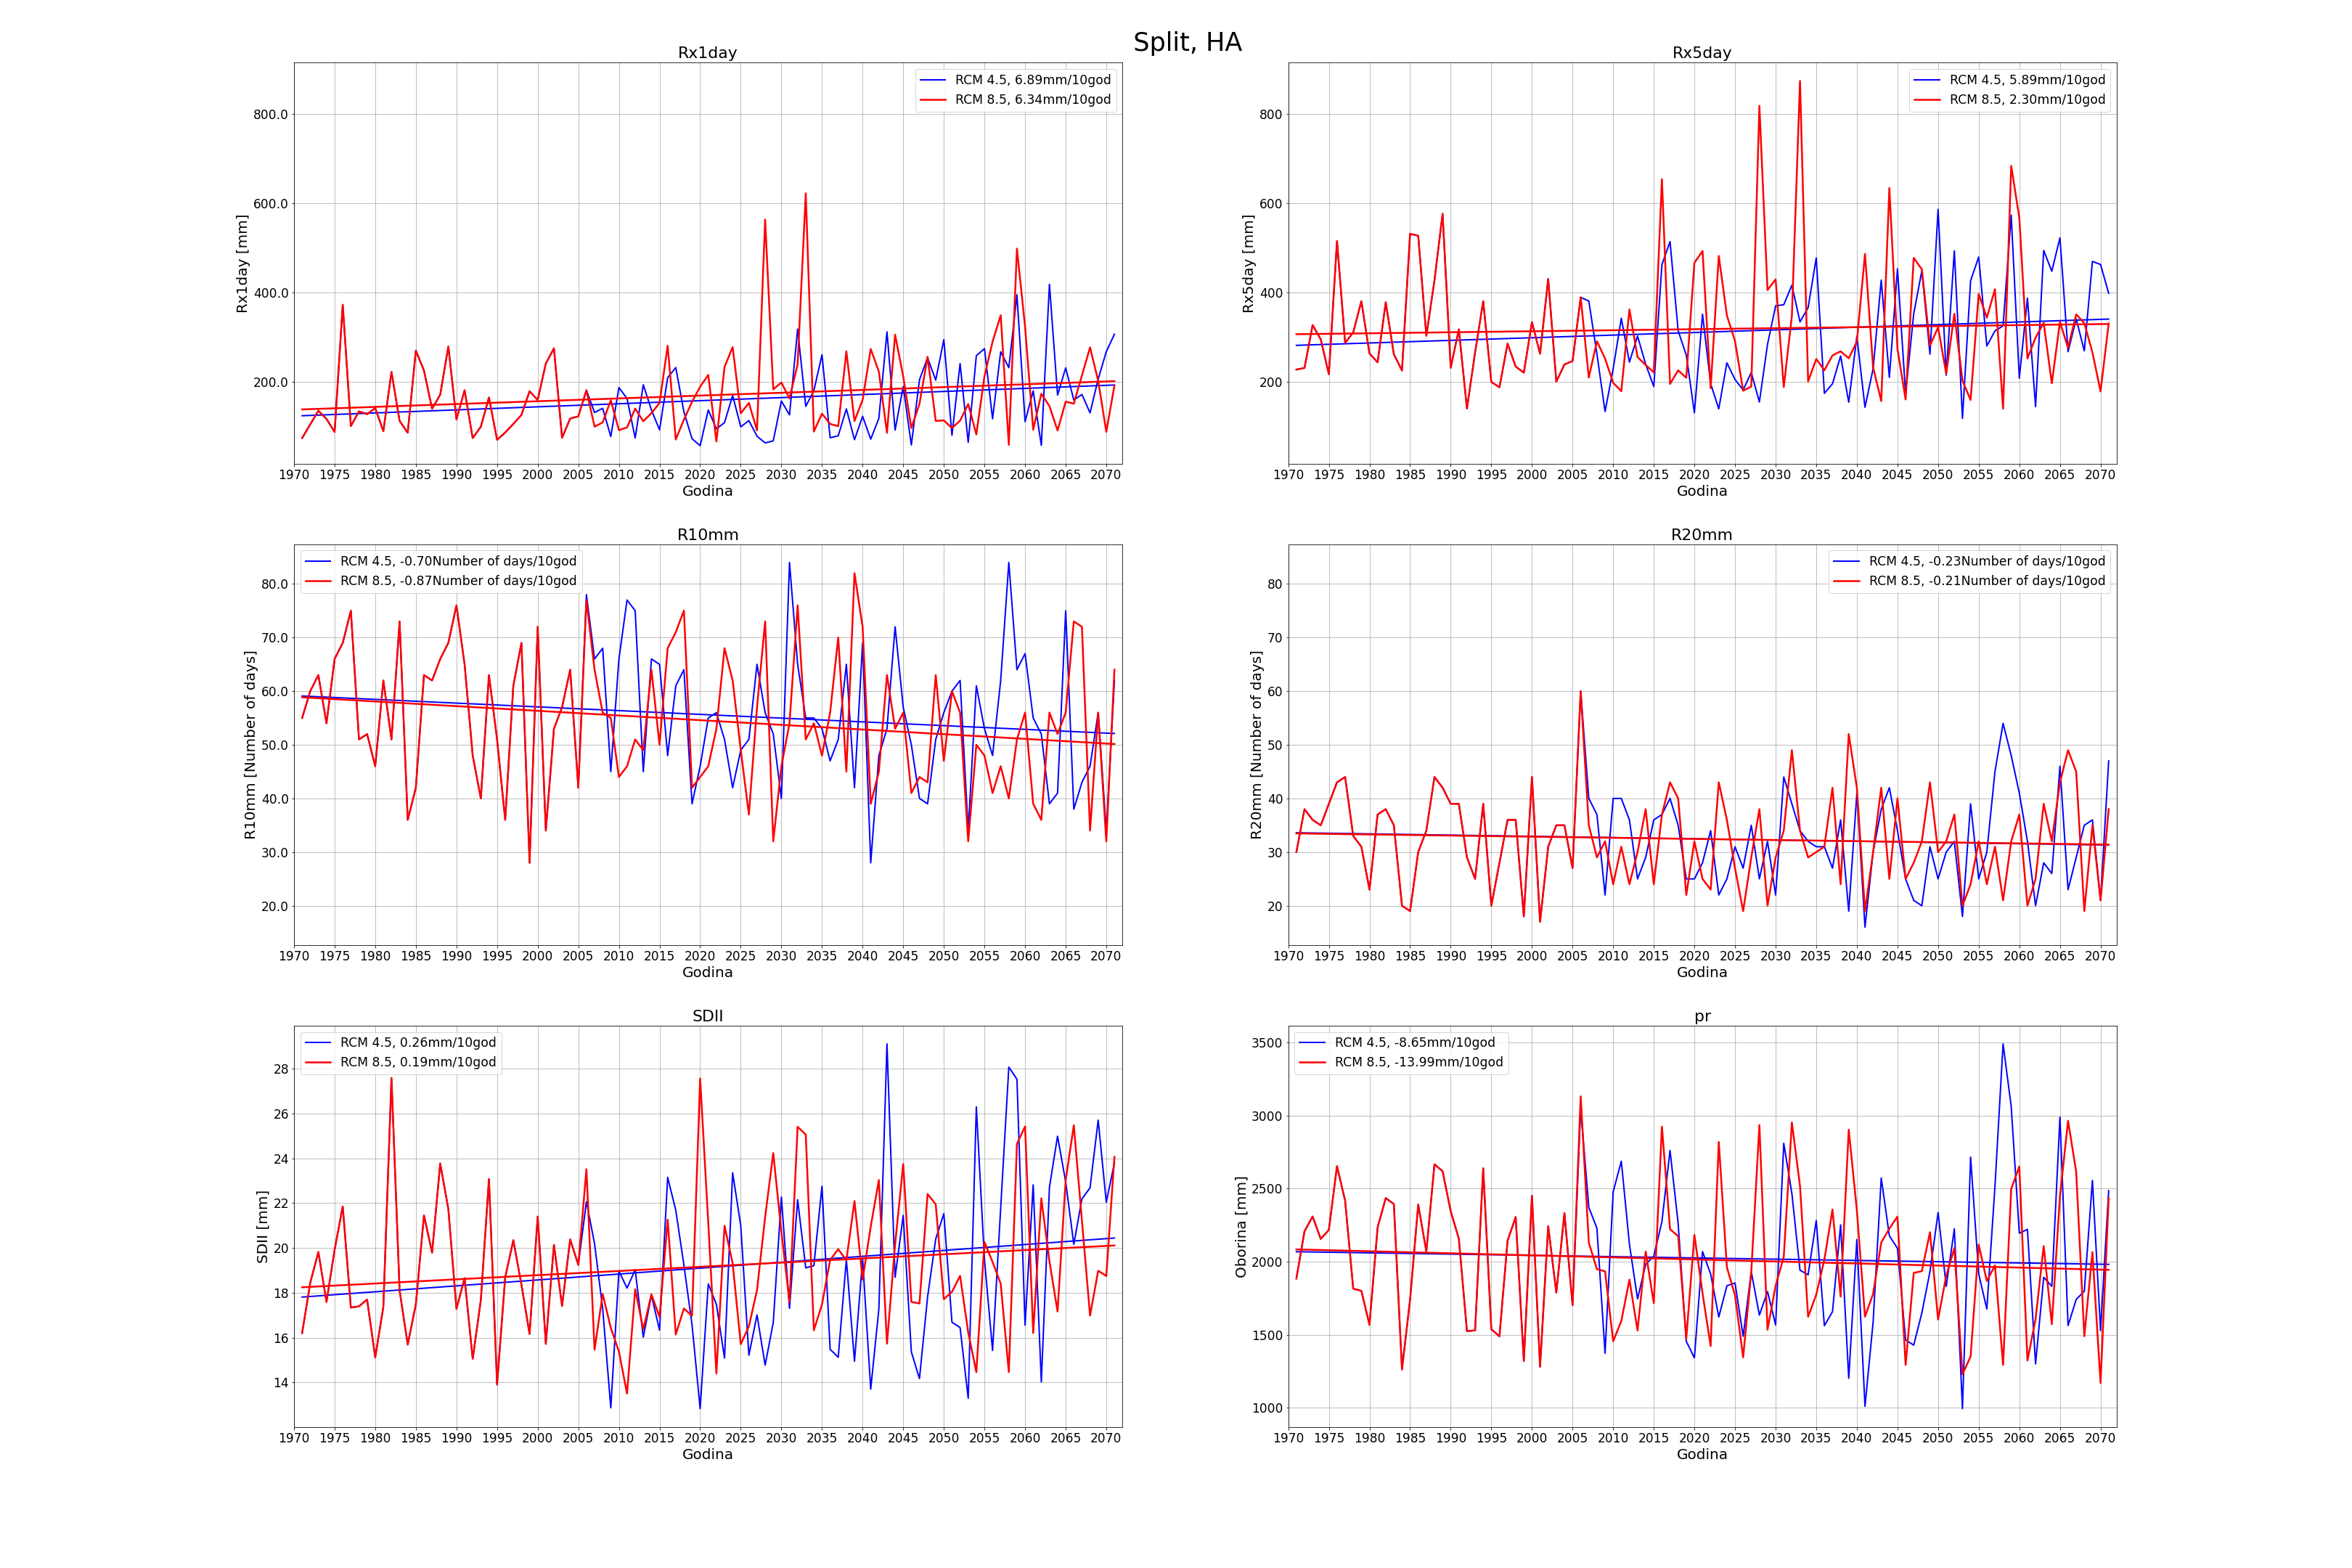 Split, HA
Rx1day
RCM 4.5, 6.89mm/10god
RCM 8.5, 6.34mm/10god
Rx1day [mm]
800.0
600.0
400.0
200.0
1970 1975 1980 1985 1990 1995 2000 2005 2010 2015 2020 2025 2030 2035 2040 2045 2050 2055 2060 2065 2070
Godina
Rx5day
RCM 4.5, 5.89mm/10god
RCM 8.5, 2.30mm/10god
Rx5day [mm]
800
600
400
200
1970 1975 1980 1985 1990 1995 2000 2005 2010 2015 2020 2025 2030 2035 2040 2045 2050 2055 2060 2065 2070
Godina
R10mm
RCM 4.5, -0.70Number of days/10god
RCM 8.5, -0.87Number of days/10god
R10mm [Number of days]
80.0
70.0
60.0
50.0
40.0
30.0
20.0
1970 1975 1980 1985 1990 1995 2000 2005 2010 2015 2020 2025 2030 2035 2040 2045 2050 2055 2060 2065 2070
Godina
R20mm
RCM 4.5, -0.23Number of days/10god
RCM 8.5, -0.21Number of days/10god
R20mm [Number of days]
80
70
60
50
40
30
20
1970 1975 1980 1985 1990 1995 2000 2005 2010 2015 2020 2025 2030 2035 2040 2045 2050 2055 2060 2065 2070
Godina
SDII
RCM 4.5, 0.26mm/10god
RCM 8.5, 0.19mm/10god
SDII [mm]
28
26
24
22
20
18
16
14
1970 1975 1980 1985 1990 1995 2000 2005 2010 2015 2020 2025 2030 2035 2040 2045 2050 2055 2060 2065 2070
Godina
pr
RCM 4.5, -8.65mm/10god
RCM 8.5, -13.99mm/10god
Oborina [mm]
3500
3000
2500
2000
1500
1000
1970 1975 1980 1985 1990 1995 2000 2005 2010 2015 2020 2025 2030 2035 2040 2045 2050 2055 2060 2065 2070
Godina